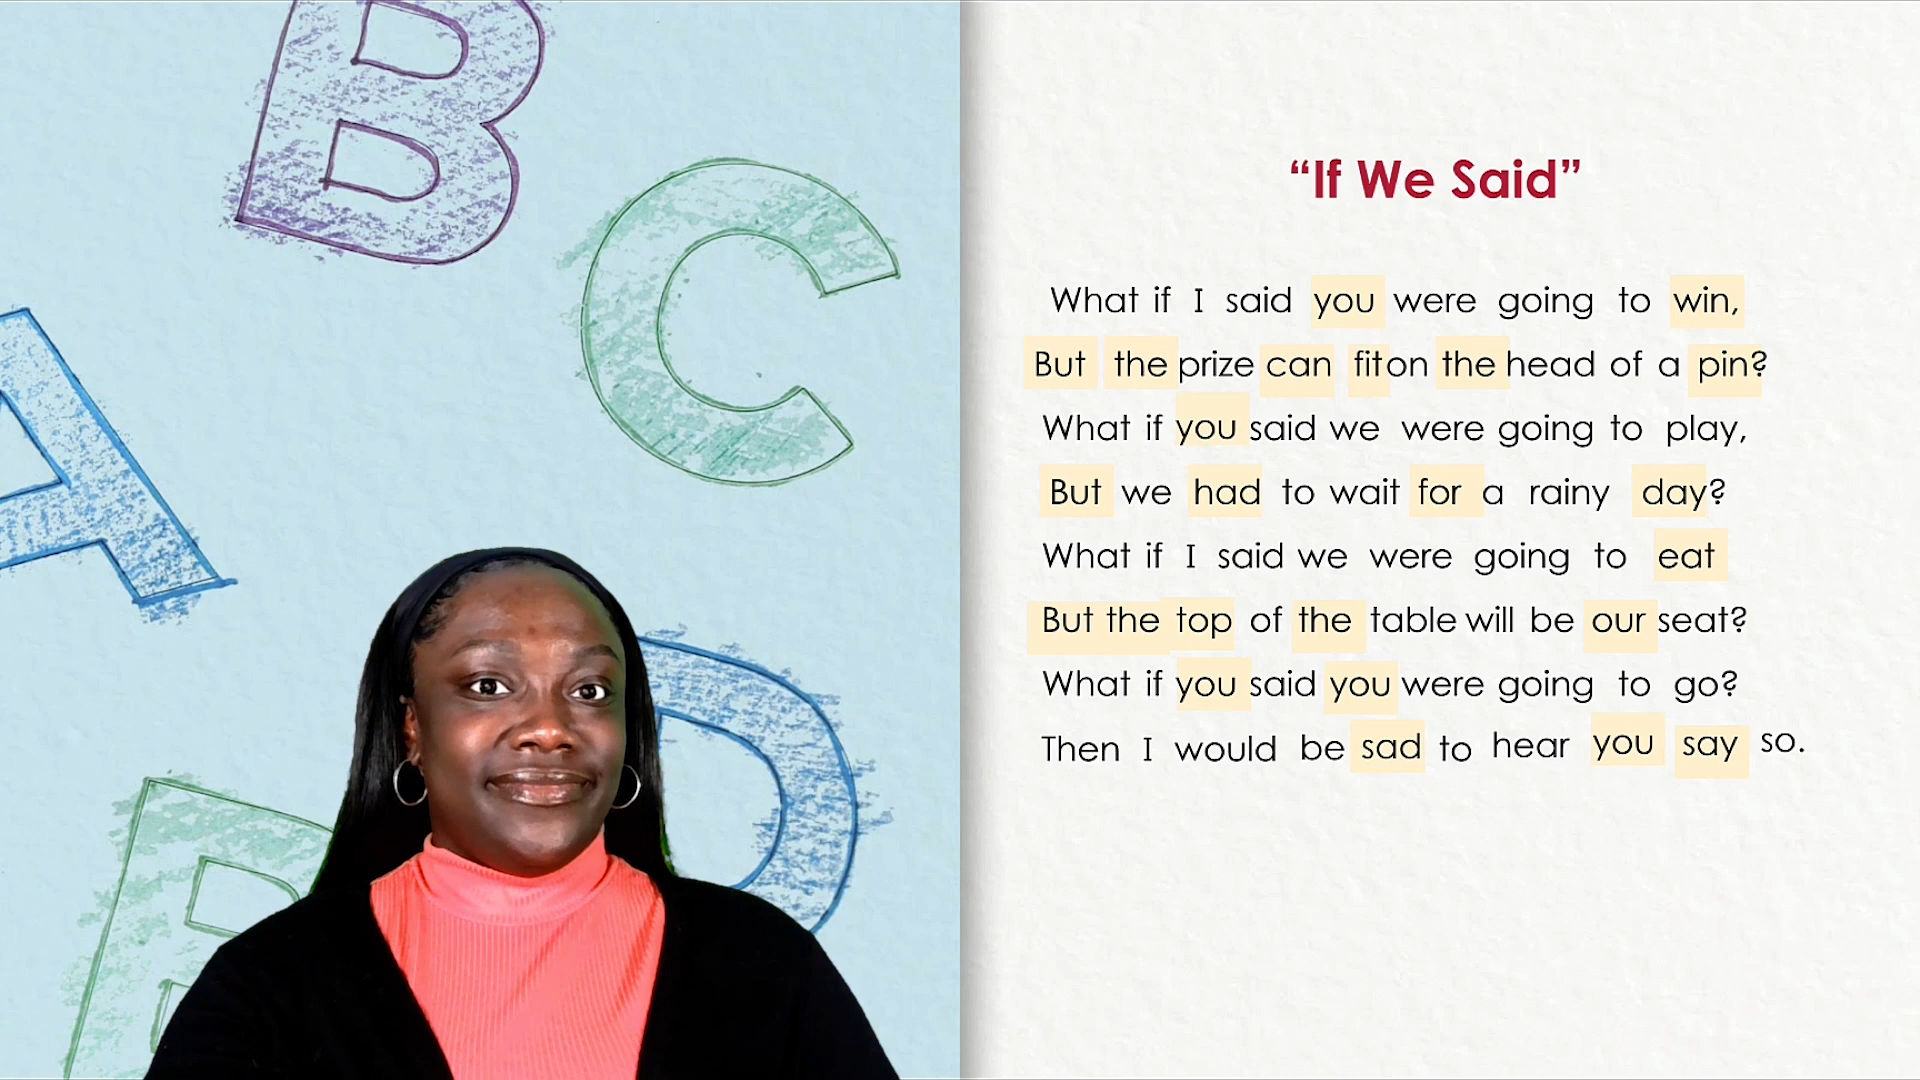 B
C
A
D
E
“If We Said”
What if I said you were going to win,
But the prize can fit on the head of a pin?
What if you said we were going to play,
But we had to wait for a rainy day?
What if I said we were going to eat
But the top of the table will be our seat?
What if you said you were going to go?
Then I would be sad to hear you say so.